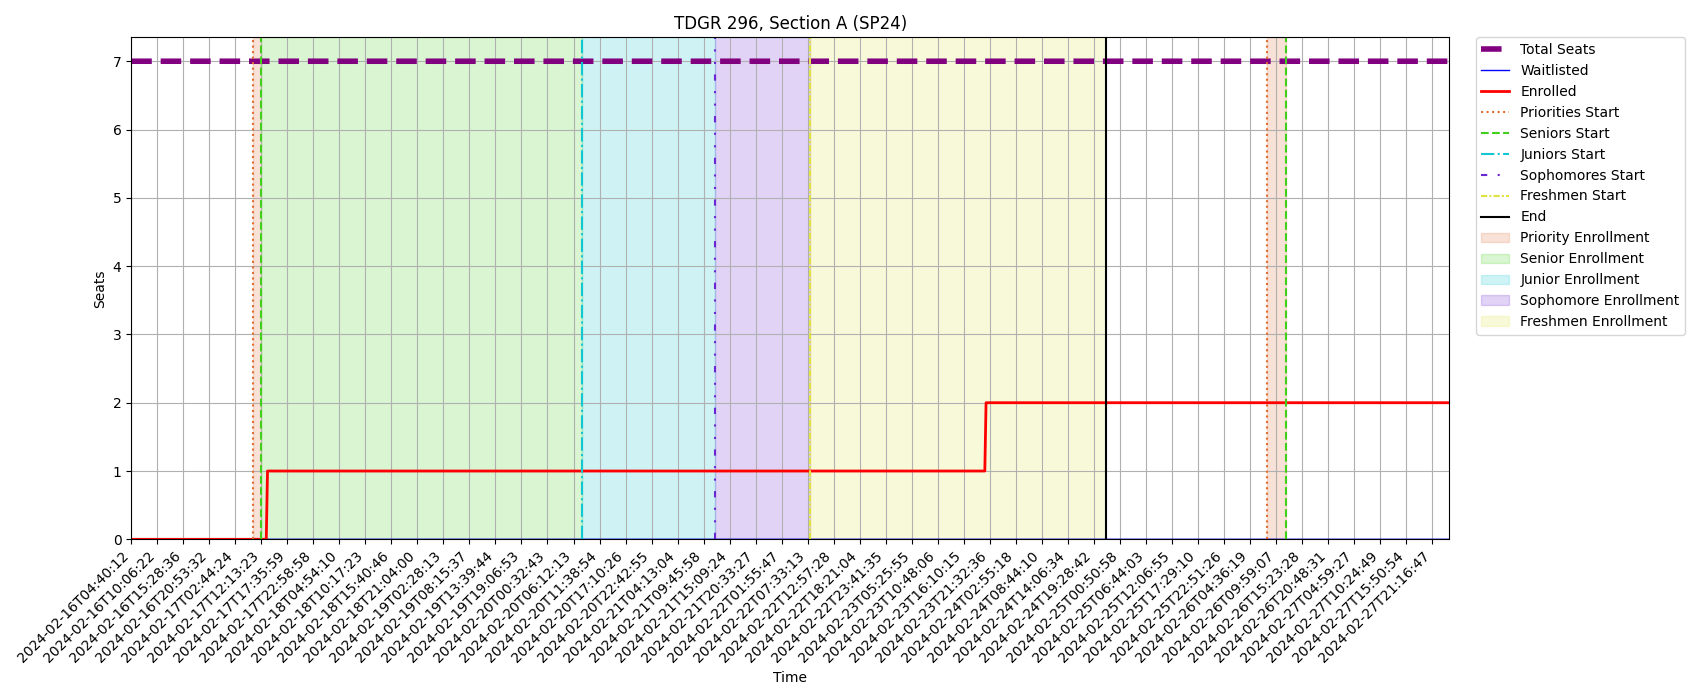 TDGR 296, Section A (SP24)
Seats
7
6
5
4
3
2
1
0
2024-02-16T04:40:12
2024-02-16T10:06:22
2024-02-16T15:28:36
2024-02-16T20:53:32
2024-02-17T02:44:24
2024-02-17T12:13:23
2024-02-17T17:35:59
2024-02-17T22:58:58
2024-02-18T04:54:10
2024-02-18T10:17:23
2024-02-18T15:40:46
2024-02-18T21:04:00
2024-02-19T02:28:13
2024-02-19T08:15:37
2024-02-19T13:39:44
2024-02-19T19:06:53
2024-02-20T00:32:43
2024-02-20T06:12:13
2024-02-20T11:38:54
2024-02-20T17:10:26
2024-02-20T22:42:55
2024-02-21T04:13:04
2024-02-21T09:45:58
2024-02-21T15:09:24
2024-02-21T20:33:27
2024-02-22T01:55:47
2024-02-22T07:33:13
2024-02-22T12:57:28
2024-02-22T18:21:04
2024-02-22T23:41:35
2024-02-23T05:25:55
2024-02-23T10:48:06
2024-02-23T16:10:15
2024-02-23T21:32:36
2024-02-24T02:55:18
2024-02-24T08:44:10
2024-02-24T14:06:34
2024-02-24T19:28:42
2024-02-25T00:50:58
2024-02-25T06:44:03
2024-02-25T12:06:55
2024-02-25T17:29:10
2024-02-25T22:51:26
2024-02-26T04:36:19
2024-02-26T09:59:07
2024-02-26T15:23:28
2024-02-26T20:48:31
2024-02-27T04:59:27
2024-02-27T10:24:49
2024-02-27T15:50:54
2024-02-27T21:16:47
Time
Total Seats
Waitlisted
Enrolled
Priorities Start
Seniors Start
Juniors Start
Sophomores Start
Freshmen Start
End
Priority Enrollment
Senior Enrollment
Junior Enrollment
Sophomore Enrollment
Freshmen Enrollment